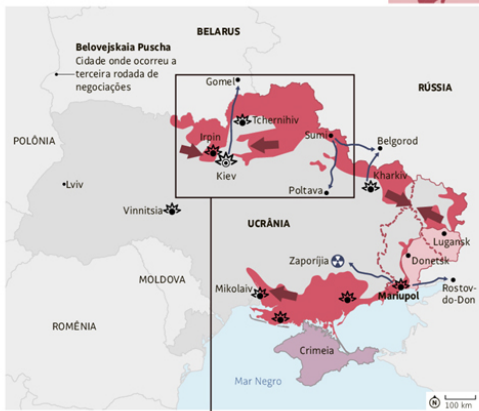 BELARUS
Belovejskaia Puscha
Cidade onde ocorreu a
terceira rodada de
negociações
Gomel
RÚSSIA
Tchernihiv
POLÔNIA
Irpin
Sumi
Belgorod
Kiev
Kharkiv
Lviv
Poltava
Vinnitsia
UCRÂNIA
Lugansk
Zaporíjia
Donetsk
MOLDOVA
Mikolaiv
Mariupol
Rostov-
do-Don
ROMÊNIA
Crimeia
Mar Negro
N
100 km